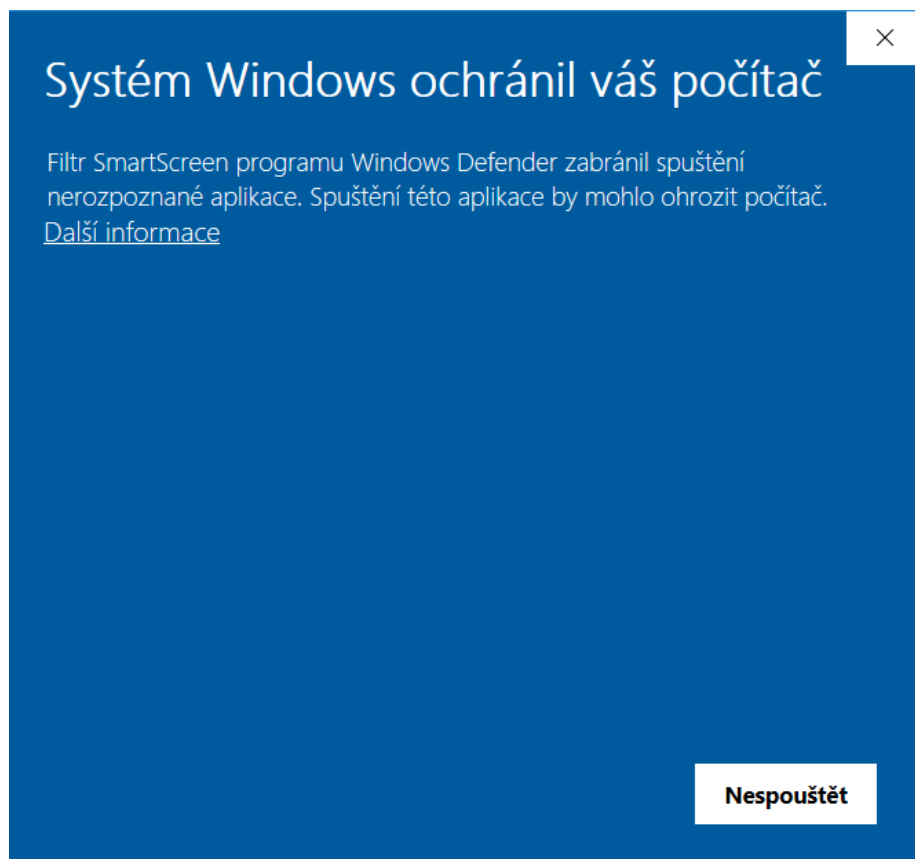 Systém Windows ochránil váš počítač
Filtr SmartScreen programu Windows Defender zabránil spuštění
nerozpoznané aplikace. Spuštění této aplikace by mohlo ohrozit počítač.
Další informace
Nespouštět